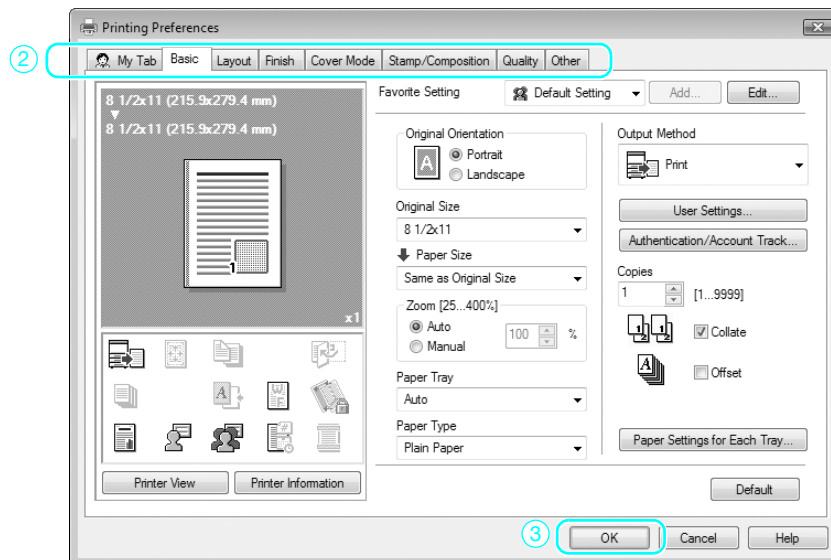 Printing Preferences
② My Tab Basic Layout Finish Cover Mode Stamp/Composition Quality Other
8 1/2x11 (215.9x279.4 mm)
8 1/2x11 (215.9x279.4 mm)
1
x1
Printer View Printer Information
Favorite Setting Default Setting Add... Edit...
Original Orientation
A Portrait
Landscape
Original Size
8 1/2x11
Paper Size
Same as Original Size
Zoom [25...400%]
Auto
Manual
100 %
Paper Tray
Auto
Paper Type
Plain Paper
Output Method
Print
User Settings...
Authentication/Account Track...
Copies
1 [1...9999]
Collate
Offset
Paper Settings for Each Tray...
Default
③ OK Cancel Help